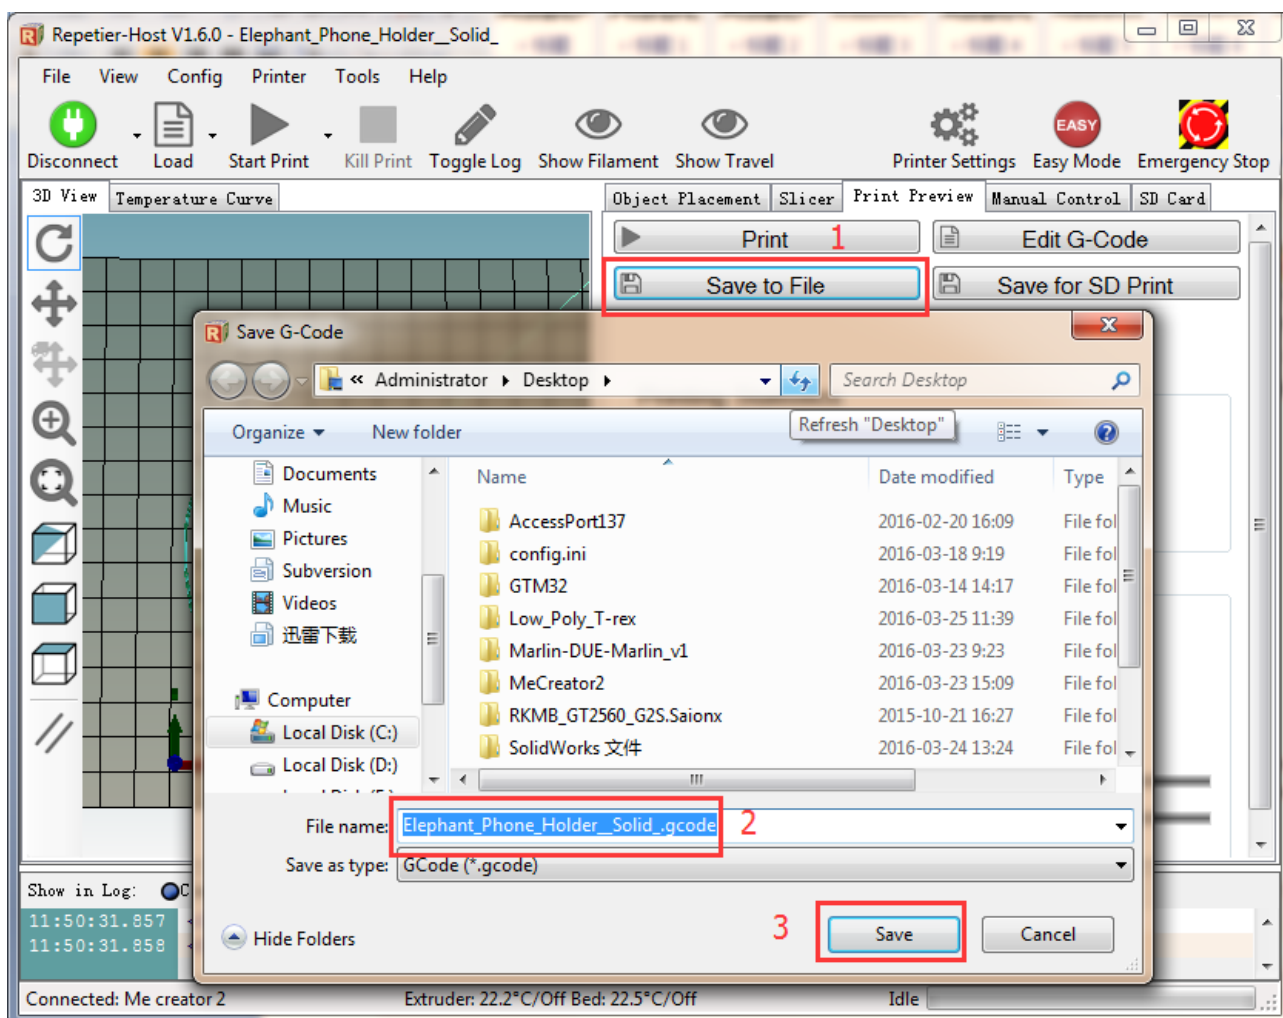 Repetier-Host V1.6.0 - Elephant_Phone_Holder__Solid_
File View Config Printer Tools Help
EASY
Disconnect Load Start Print Kill Print Toggle Log Show Filament Show Travel Printer Settings Easy Mode Emergency Stop
3D View Temperature Curve Object Placement Slicer Print Preview Manual Control SD Card
Print 1 Edit G-Code
Save to File Save for SD Print
Save G-Code
« Administrator Desktop Search Desktop
Refresh "Desktop"
Organize New folder
Documents Name Date modified Type
Music
AccessPort137 2016-02-20 16:09 File fol
Pictures
config.ini 2016-03-18 9:19 File fol
Subversion
GTM32 2016-03-14 14:17 File fol
Videos
Low_Poly_T-rex 2016-03-25 11:39 File fol
迅雷下载
Marlin-DUE-Marlin_v1 2016-03-23 9:23 File fol
MeCreator2 2016-03-23 15:09 File fol
Computer
RKMB_GT2560_G2S.Saionx 2015-10-21 16:27 File fol
Local Disk (C:)
SolidWorks 文件 2016-03-24 13:24 File fol
Local Disk (D:)
File name: Elephant_Phone_Holder__Solid_.gcode 2
Save as type: GCode (*.gcode)
Show in Log: C
11:50:31.857 <
11:50:31.858 <
Hide Folders 3 Save Cancel
Connected: Me creator 2 Extruder: 22.2°C/Off Bed: 22.5°C/Off Idle